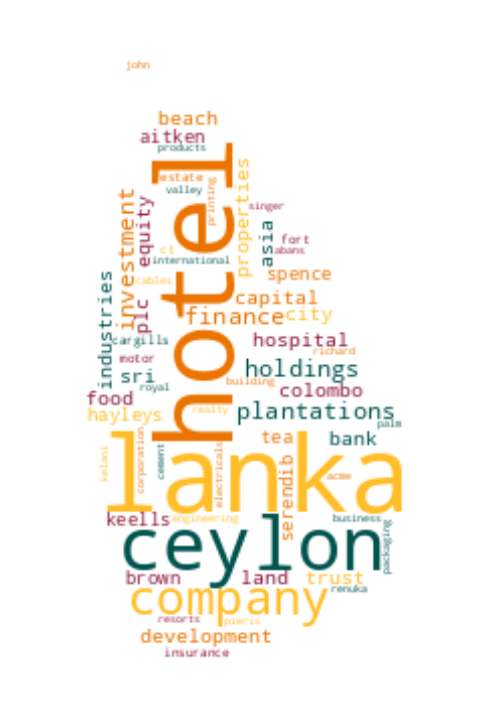 john
beach
aitken
products
estate
valley
printing
hotel
properties
singer
investment
equity
asia
fort
abans
ct
international
spence
industries
cables
plc
capital
finance
city
cargills
hospital
richard
motor
sri
holdings
royal
building
colombo
food
hayleys
realty
plantations
palm
tea
bank
lanka
kelani
corporation
cement
electricals
serendib
acme
keells
engineering
business
ceylon
packaging
brown
land
trust
renuka
company
resorts
pieris
development
insurance